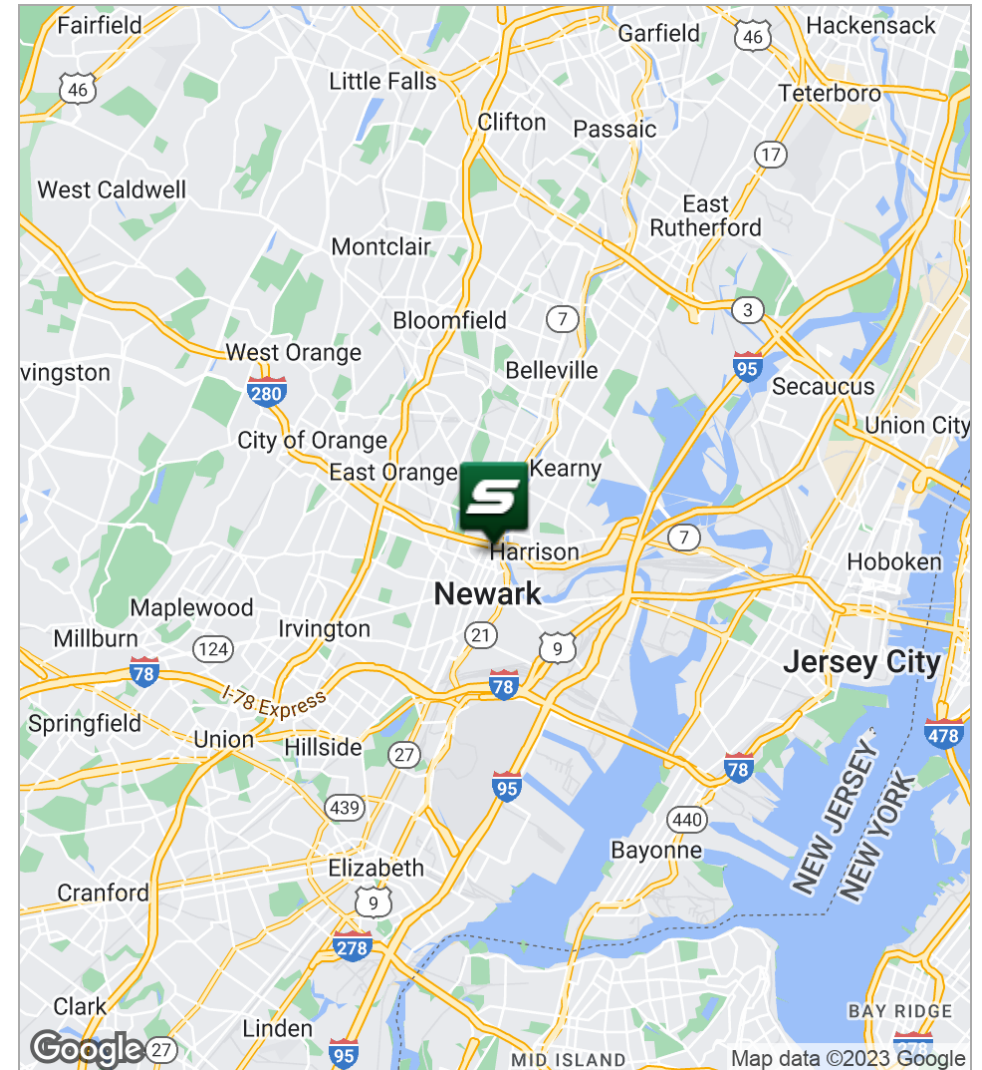 Fairfield
Garfield
46
Hackensack
46
Little Falls
Teterboro
Clifton
Passaic
17
West Caldwell
East
Rutherford
Montclair
3
Bloomfield
7
West Orange
95
vingston
Belleville
280
Secaucus
Union City
City of Orange
East Orange
Kearny
S
7
Harrison
Hoboken
Newark
Maplewood
Irvington
Millburn
124
21
9
Jersey City
78
78
I-78 Express
Springfield
478
Union
Hillside
27
78
95
439
440
NEW JERSEY
NEW YORK
Bayonne
Elizabeth
Cranford
9
278
Clark
BAY RIDGE
Linden
278
Google
27
95
MID ISLAND
Map data ©2023 Google